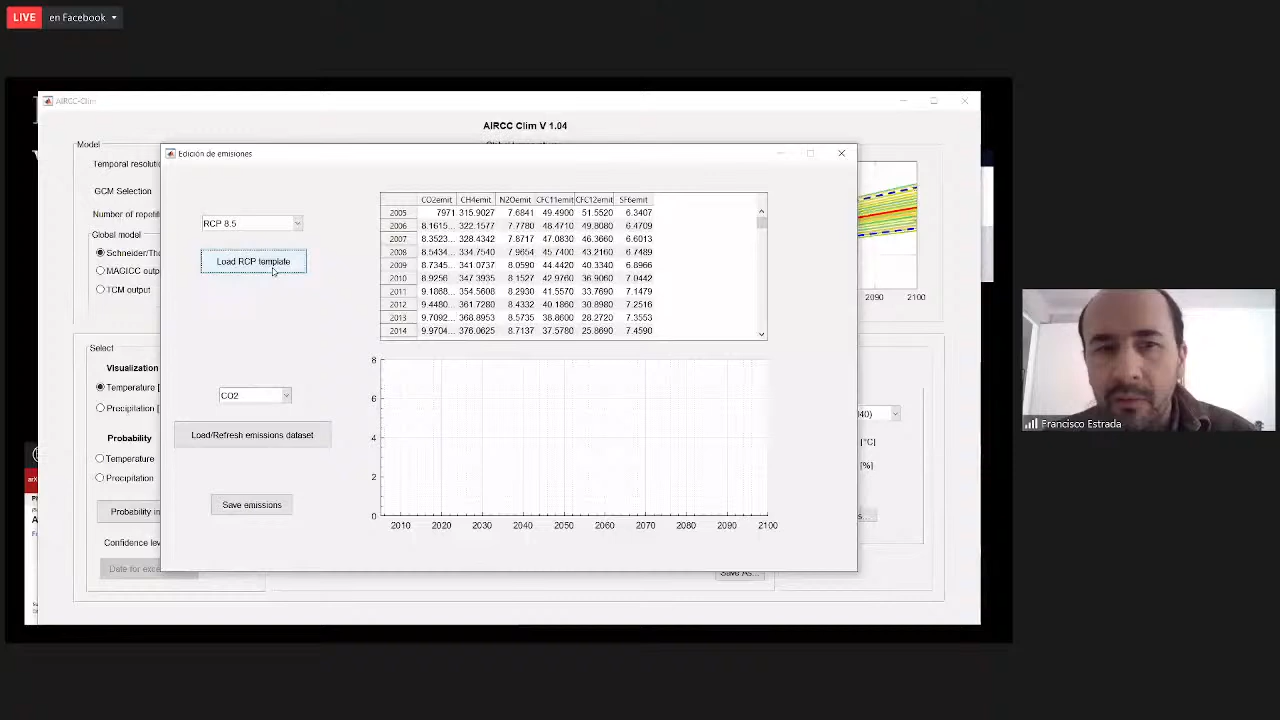 LIVE
en Facebook
AIRCC-Clim
AIRCC Clim V 1.04
Model
Temporal resolutio
GCM Selection
Number of repetiti
Global model
Schneider/Tho
MAGICC outp
TCM output
2090 2100
Select
Visualization
Temperature [
Precipitation [
Probability
Temperature
Precipitation
Probability in
Confidence lev
Date for exce
[°C]
[%]
Save As...
Edición de emisiones
RCP 8.5
Load RCP template
CO2emit CH4emit N2Oemit CFC11emit CFC12emit SF6emit
2005 7971 315.9027 7.6841 49.4900 51.5520 6.3407
2006 8.1615... 322.1577 7.7780 48.4710 49.8080 6.4709
2007 8.3523... 328.4342 7.8717 47.0830 46.3660 6.6013
2008 8.5434... 334.7540 7.9654 45.7400 43.2160 6.7489
2009 8.7345... 341.0737 8.0590 44.4420 40.3340 6.8966
2010 8.9256 347.3935 8.1527 42.9760 36.9060 7.0442
2011 9.1868... 354.5608 8.2930 41.5570 33.7690 7.1479
2012 9.4480... 361.7280 8.4332 40.1860 30.8980 7.2516
2013 9.7092... 368.8953 8.5735 38.8600 28.2720 7.3553
2014 9.9704... 376.0625 8.7137 37.5780 25.8690 7.4590
CO2
Load/Refresh emissions dataset
Save emissions
8
6
4
2
0
2010 2020 2030 2040 2050 2060 2070 2080 2090 2100
Francisco Estrada